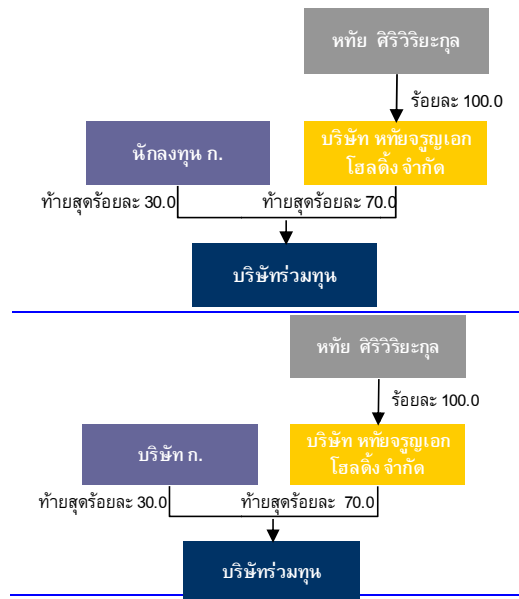 หทัย ศิริวิริยะกุล
ร้อยละ 100.0
นักลงทุน ก.
บริษัท หทัยจรูญเอก
โฮลดิ้ง จำกัด
ท้ายสุดร้อยละ 30.0
ท้ายสุดร้อยละ 70.0
บริษัทร่วมทุน
หทัย ศิริวิริยะกุล
ร้อยละ 100.0
บริษัท ก.
บริษัท หทัยจรูญเอก
โฮลดิ้ง จำกัด
ท้ายสุดร้อยละ 30.0
ท้ายสุดร้อยละ 70.0
บริษัทร่วมทุน